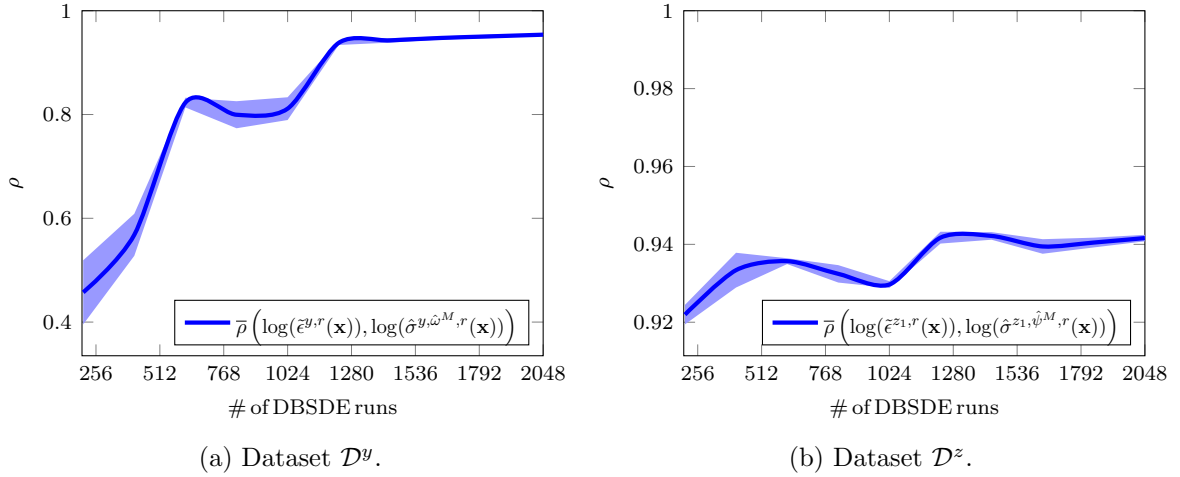 1
0.8
0.6
0.4
ρ
256 512 768 1024 1280 1536 1792 2048
# of DBSDE runs
ρ̅ (log(ϵ̃^{y,r}(𝐱)), log(σ̂^{y,ω̂^M,r}(𝐱)))
(a) Dataset 𝒟^y.
1
0.98
0.96
0.94
0.92
ρ
256 512 768 1024 1280 1536 1792 2048
# of DBSDE runs
ρ̅ (log(ϵ̃^{z_1,r}(𝐱)), log(σ̂^{z_1,ψ̂^M,r}(𝐱)))
(b) Dataset 𝒟^z.